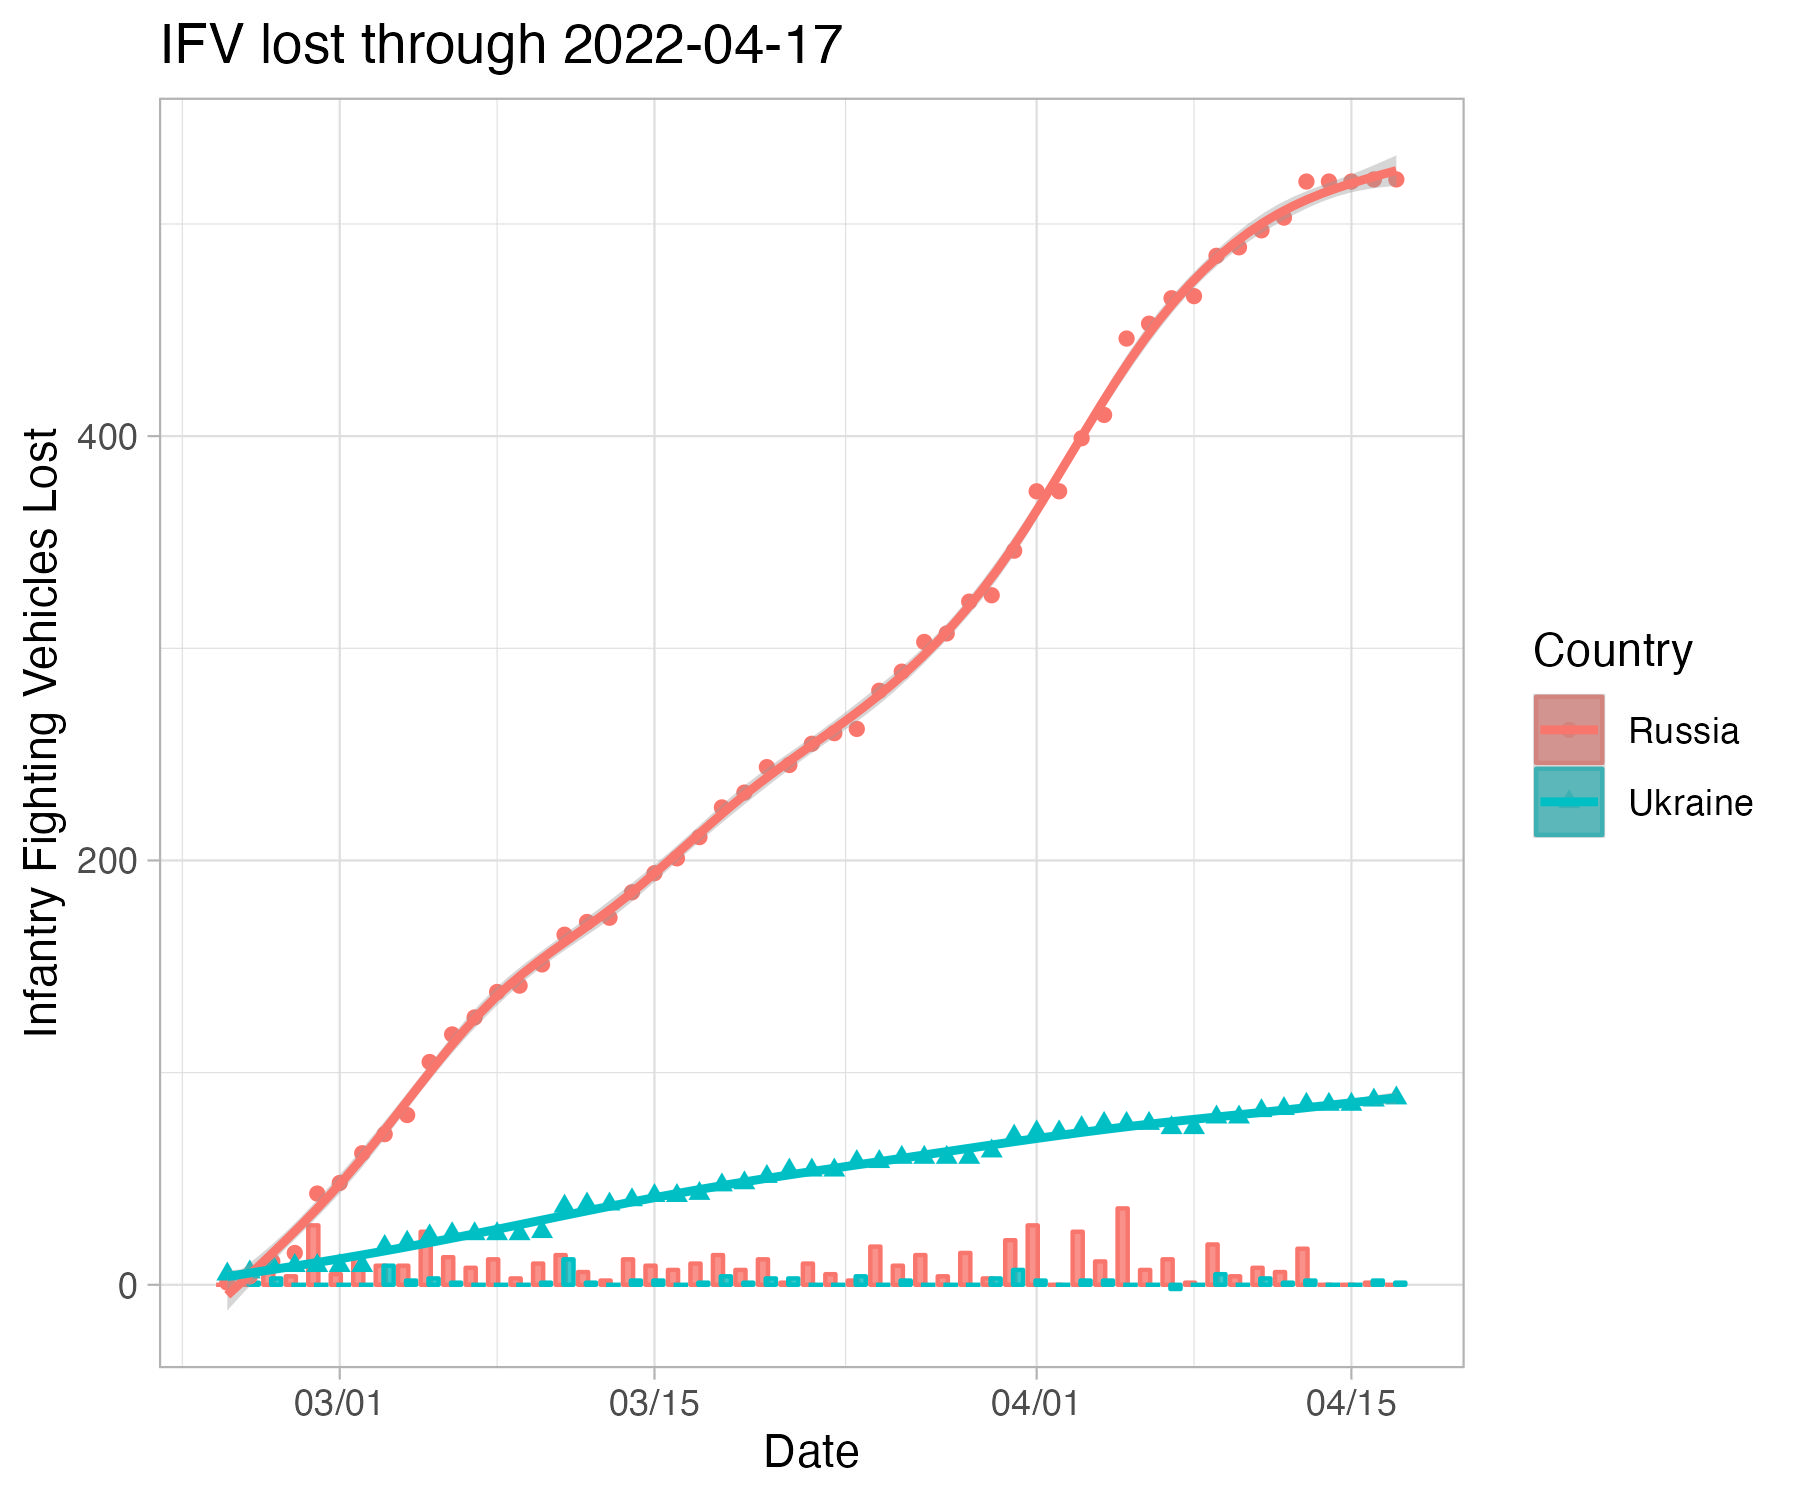 IFV lost through 2022-04-17
Infantry Fighting Vehicles Lost
400
200
0
03/01
03/15
04/01
04/15
Date
Country
Russia
Ukraine